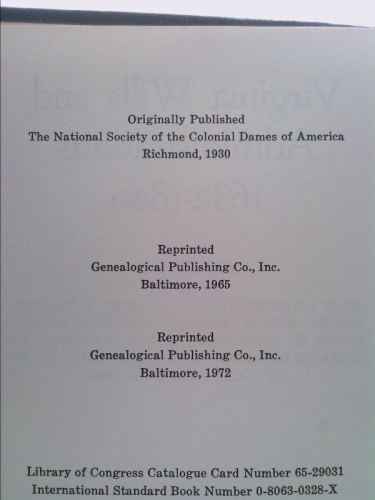 Originally Published
The National Society of the Colonial Dames of America
Richmond, 1930
Reprinted
Genealogical Publishing Co., Inc.
Baltimore, 1965
Reprinted
Genealogical Publishing Co., Inc.
Baltimore, 1972
Library of Congress Catalogue Card Number 65-29031
International Standard Book Number 0-8063-0328-X